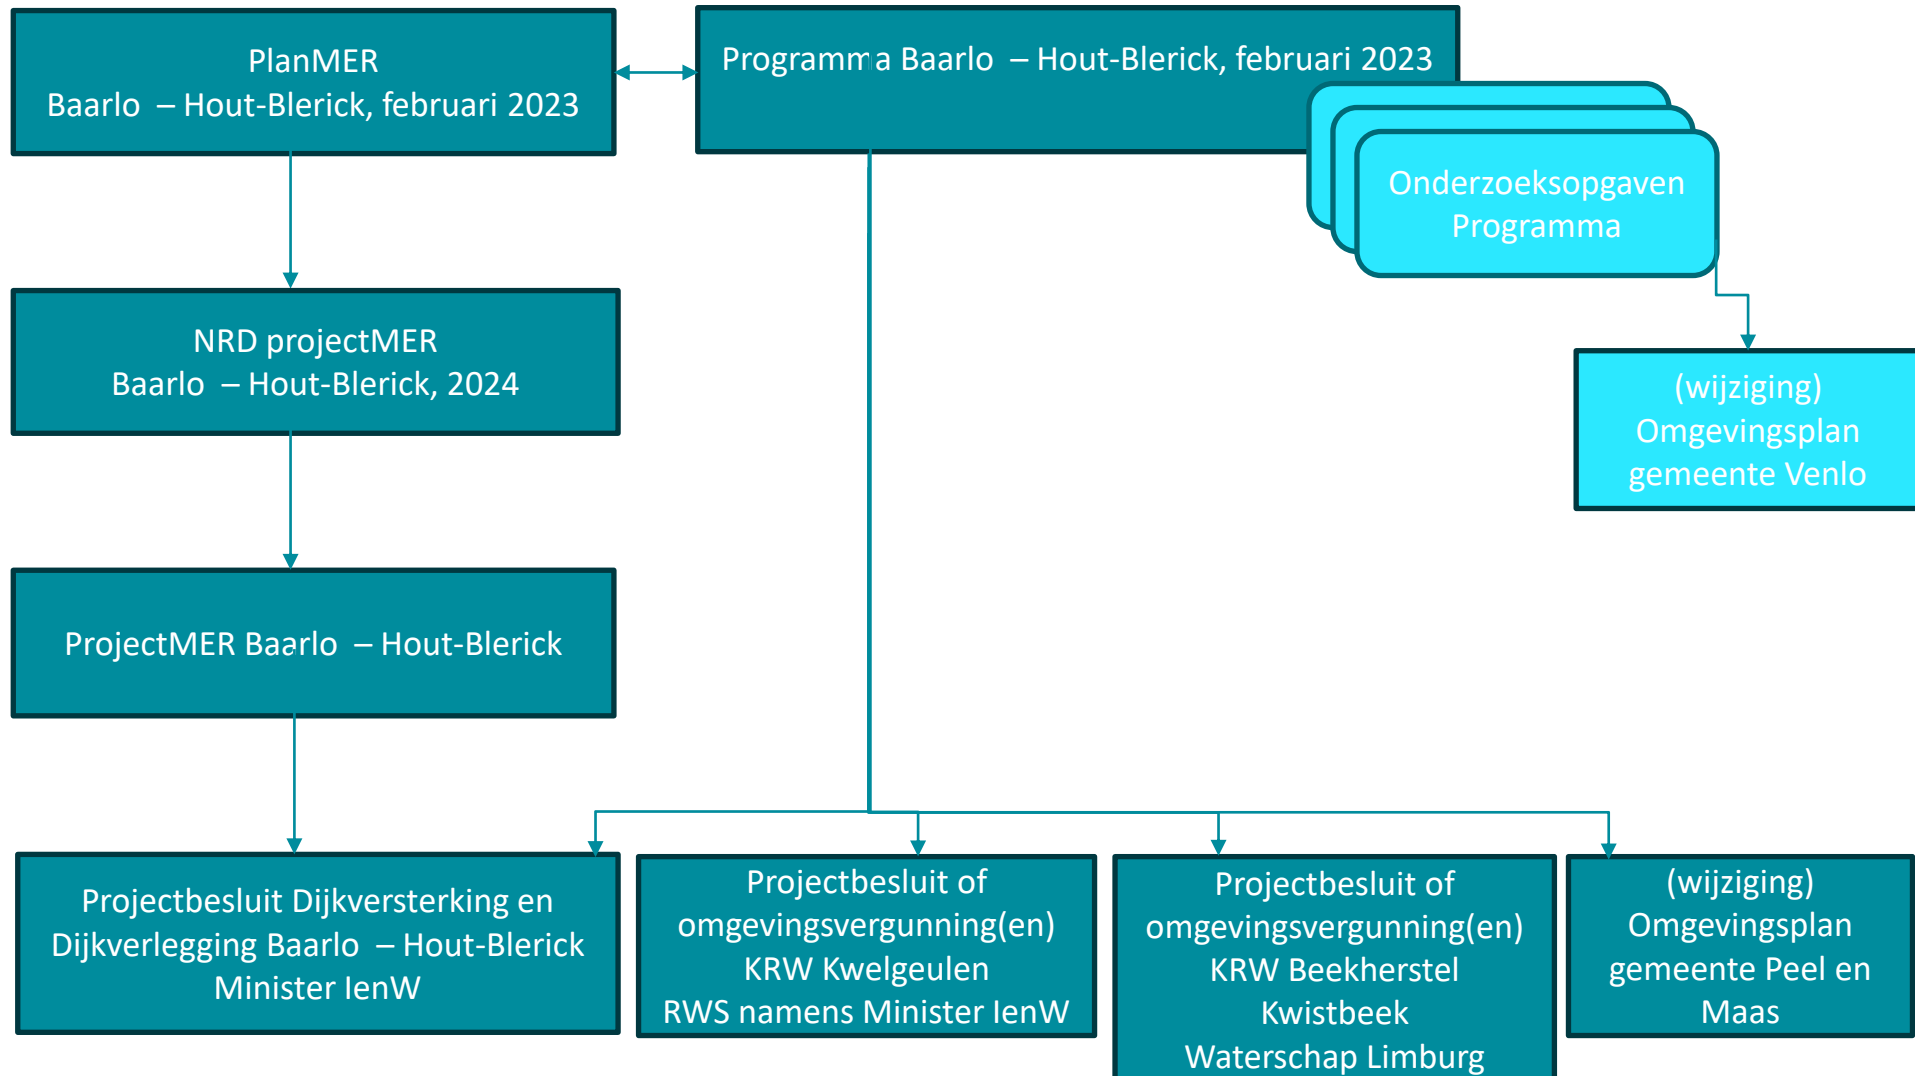 PlanMER
Baarlo – Hout-Blerick, februari 2023
Programma Baarlo – Hout-Blerick, februari 2023
Onderzoeksopgaven
Programma
NRD projectMER
Baarlo – Hout-Blerick, 2024
(wijziging)
Omgevingsplan
gemeente Venlo
ProjectMER Baarlo – Hout-Blerick
Projectbesluit Dijkversterking en
Dijkverlegging Baarlo – Hout-Blerick
Minister IenW
Projectbesluit of
omgevingsvergunning(en)
KRW Kwelgeulen
RWS namens Minister IenW
Projectbesluit of
omgevingsvergunning(en)
KRW Beekherstel
Kwistbeek
Waterschap Limburg
(wijziging)
Omgevingsplan
gemeente Peel en
Maas